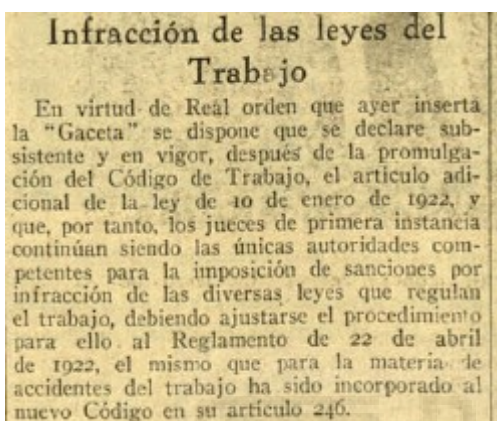 Infracción de las leyes del
Trabajo
En virtud de Real orden que ayer inserta
la "Gaceta" se dispone que se declare sub-
sistente y en vigor, después de la promulga-
ción del Código de Trabajo, el artículo adi-
cional de la ley de 10 de enero de 1922, y
que, por tanto, los jueces de primera instancia
continúan siendo las únicas autoridades com-
petentes para la imposición de sanciones por
infracción de las diversas leyes que regulan
el trabajo, debiendo ajustarse el procedimiento
para ello al Reglamento de 22 de abril
de 1922, el mismo que para la materia de
accidentes del trabajo ha sido incorporado al
nuevo Código en su artículo 246.